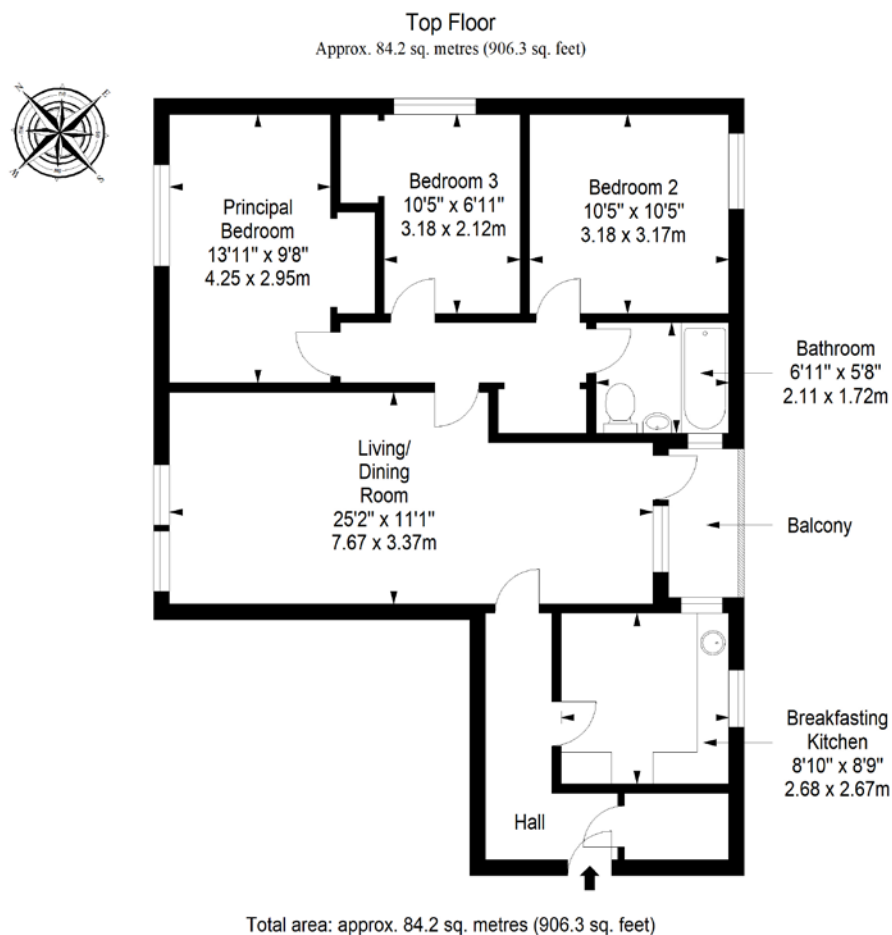 Top Floor
Approx. 84.2 sq. metres (906.3 sq. feet)
N
E
W
S
Principal
Bedroom
13'11" x 9'8"
4.25 x 2.95m
Bedroom 3
10'5" x 6'11"
3.18 x 2.12m
Bedroom 2
10'5" x 10'5"
3.18 x 3.17m
Bathroom
6'11" x 5'8"
2.11 x 1.72m
Living/
Dining
Room
25'2" x 11'1"
7.67 x 3.37m
Balcony
Breakfasting
Kitchen
8'10" x 8'9"
2.68 x 2.67m
Hall
Total area: approx. 84.2 sq. metres (906.3 sq. feet)